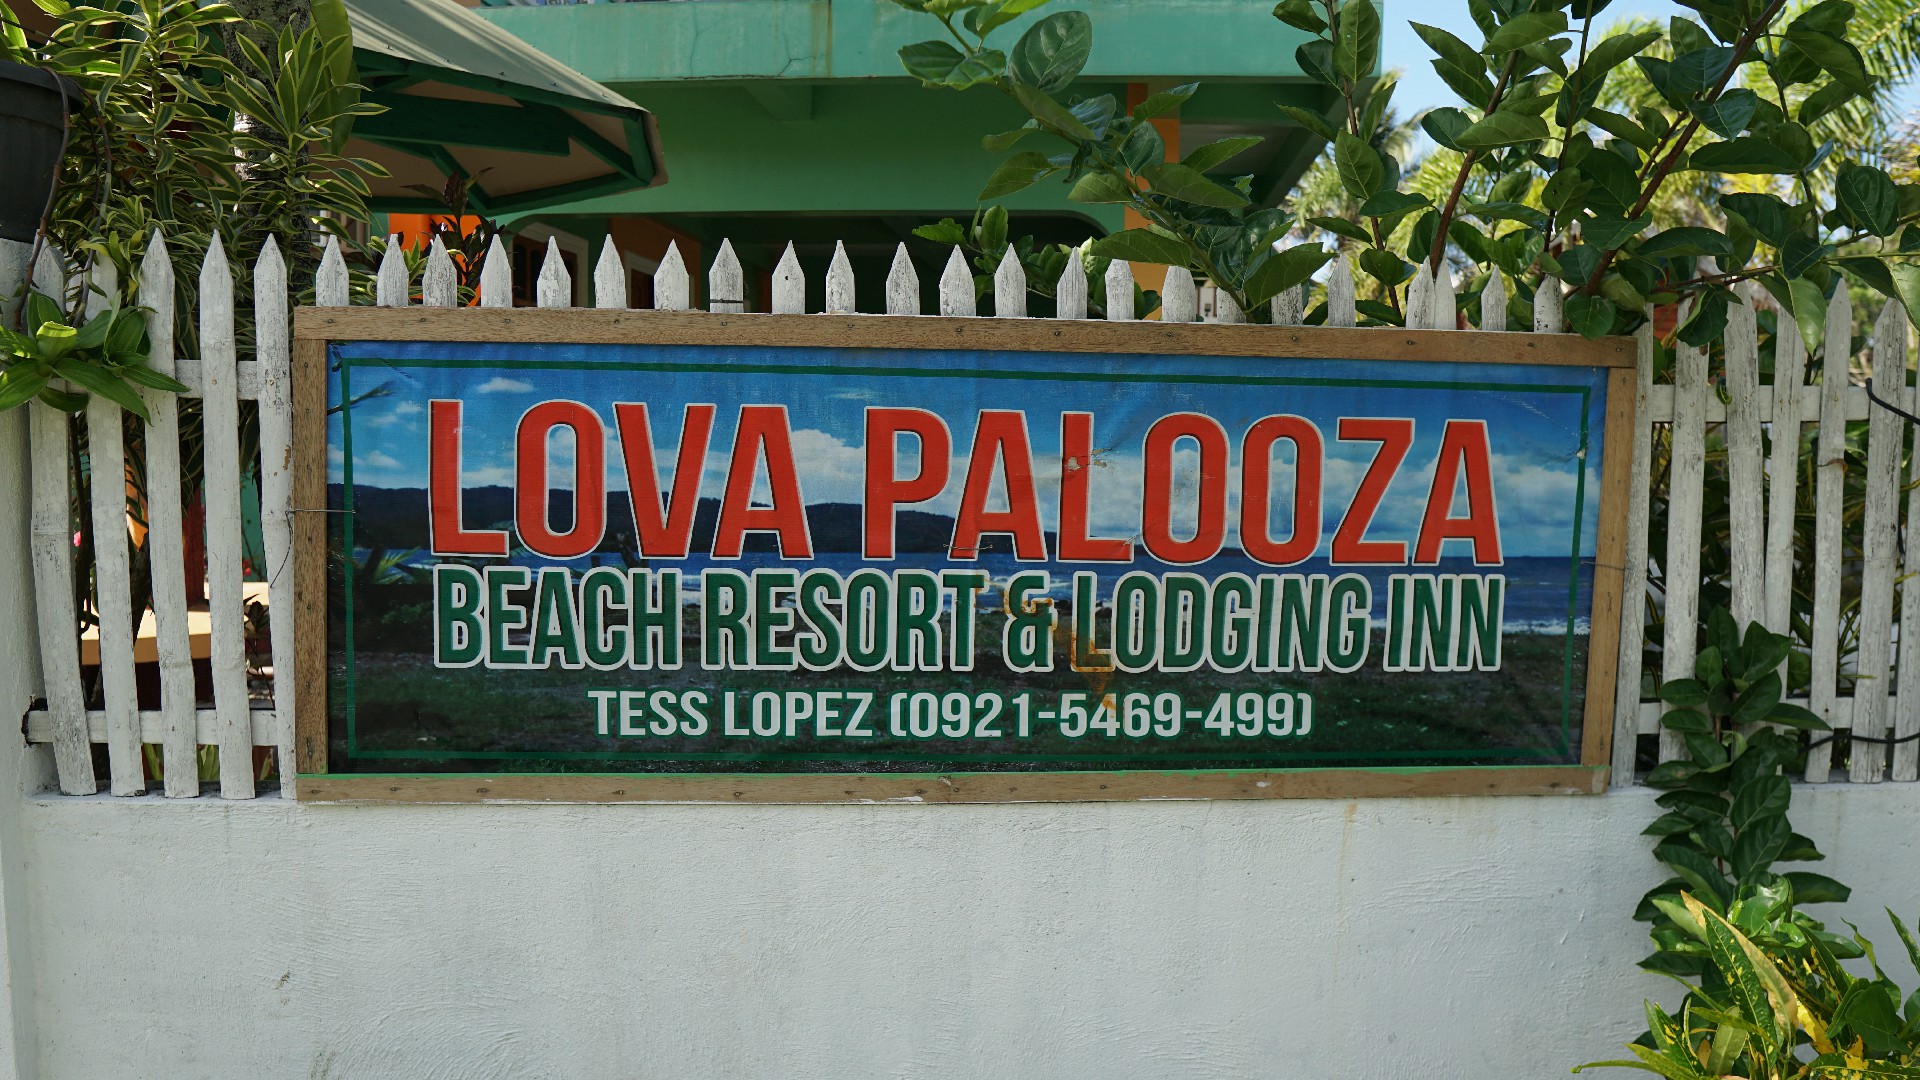 LOVA PALOOZA
BEACH RESORT & LODGING INN
TESS LOPEZ (0921-5469-499)